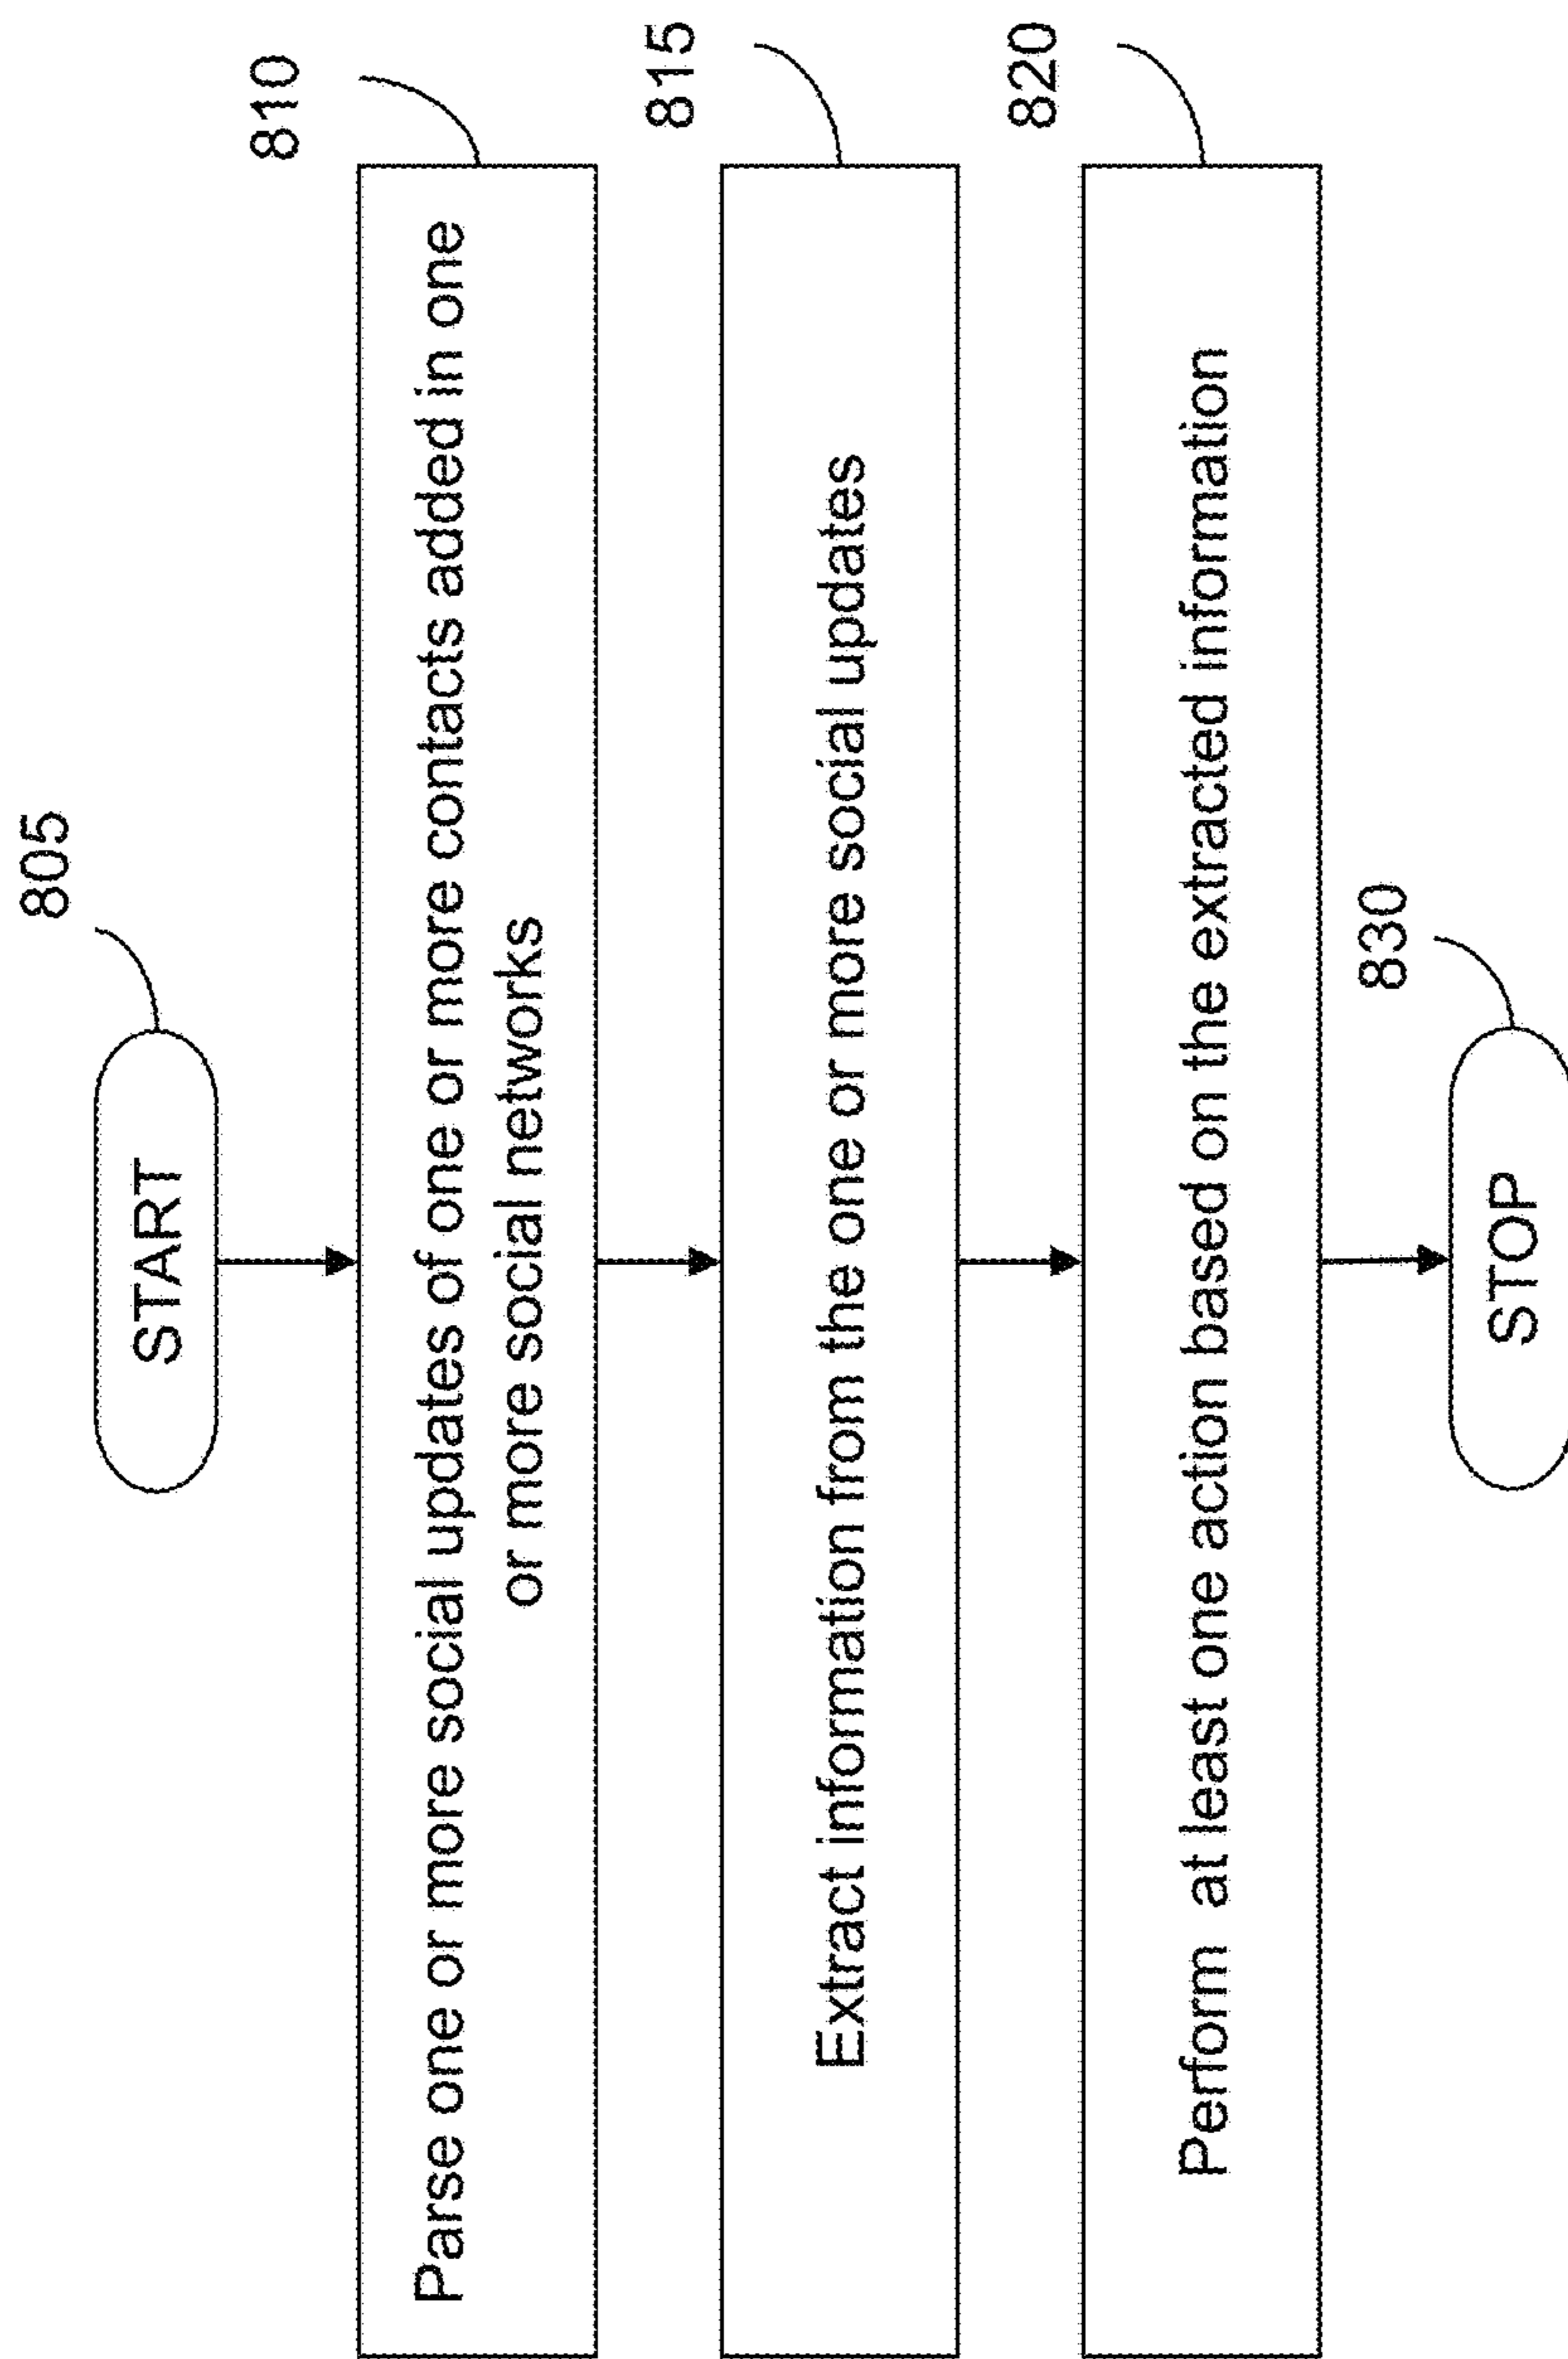 805
START
810
Parse one or more social updates of one or more contacts added in one
or more social networks
815
Extract information from the one or more social updates
820
Perform at least one action based on the extracted information
830
STOP